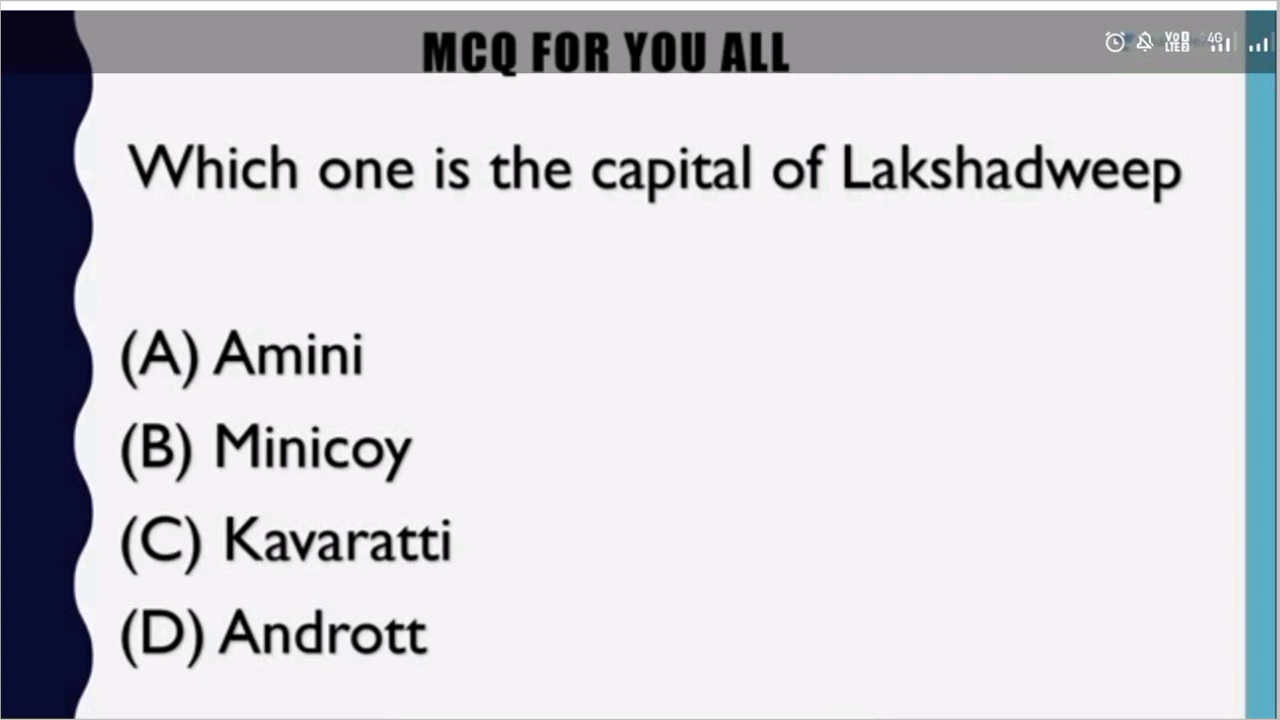 MCQ FOR YOU ALL
Which one is the capital of Lakshadweep
(A) Amini
(B) Minicoy
(C) Kavaratti
(D) Andrott